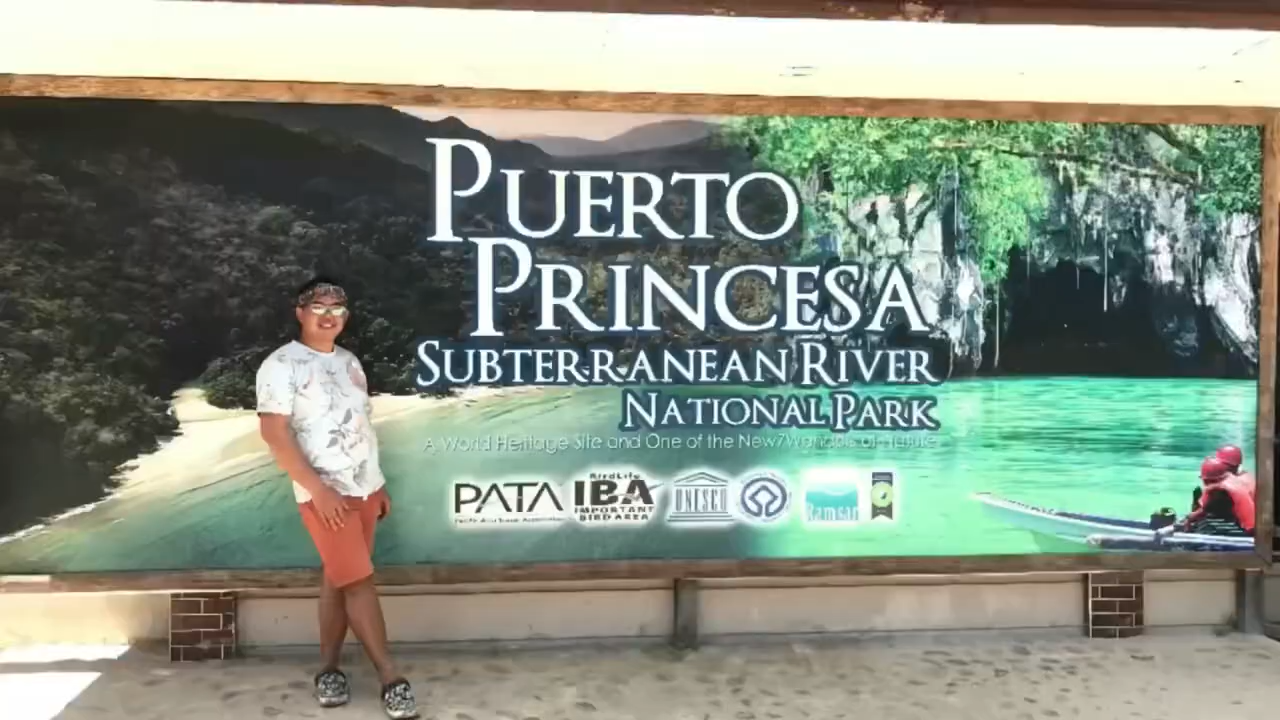 PUERTO
PRINCESA
SUBTERRANEAN RIVER
NATIONAL PARK
A World Heritage Site and One of the New7Wonders of Nature
PATA
BirdLife
IBA
IMPORTANT
BIRD AREA
UNESCO
Ramsar